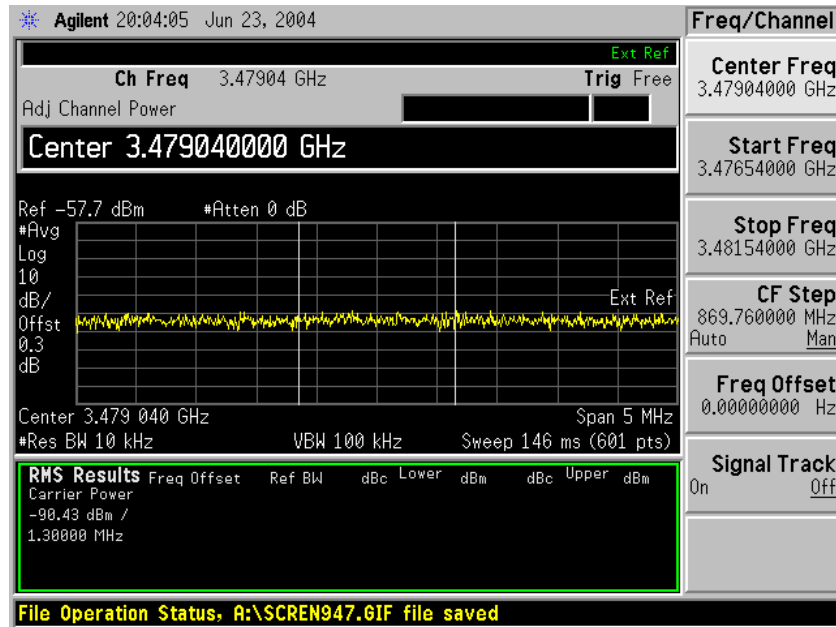 Agilent 20:04:05 Jun 23, 2004
Freq/Channel
Ext Ref
Ch Freq 3.47904 GHz Trig Free
Adj Channel Power
Center 3.479040000 GHz
Ref -57.7 dBm #Atten 0 dB
#Avg
Log
10
dB/
Offst
0.3
dB
Ext Ref
Center 3.479 040 GHz Span 5 MHz
#Res BW 10 kHz VBW 100 kHz Sweep 146 ms (601 pts)
RMS Results Freq Offset Ref BW dBc Lower dBm dBc Upper dBm
Carrier Power
-90.43 dBm /
1.30000 MHz
Center Freq
3.47904000 GHz
Start Freq
3.47654000 GHz
Stop Freq
3.48154000 GHz
CF Step
869.760000 MHz
Auto Man
Freq Offset
0.00000000 Hz
Signal Track
On Off
File Operation Status, A:\SCREN947.GIF file saved